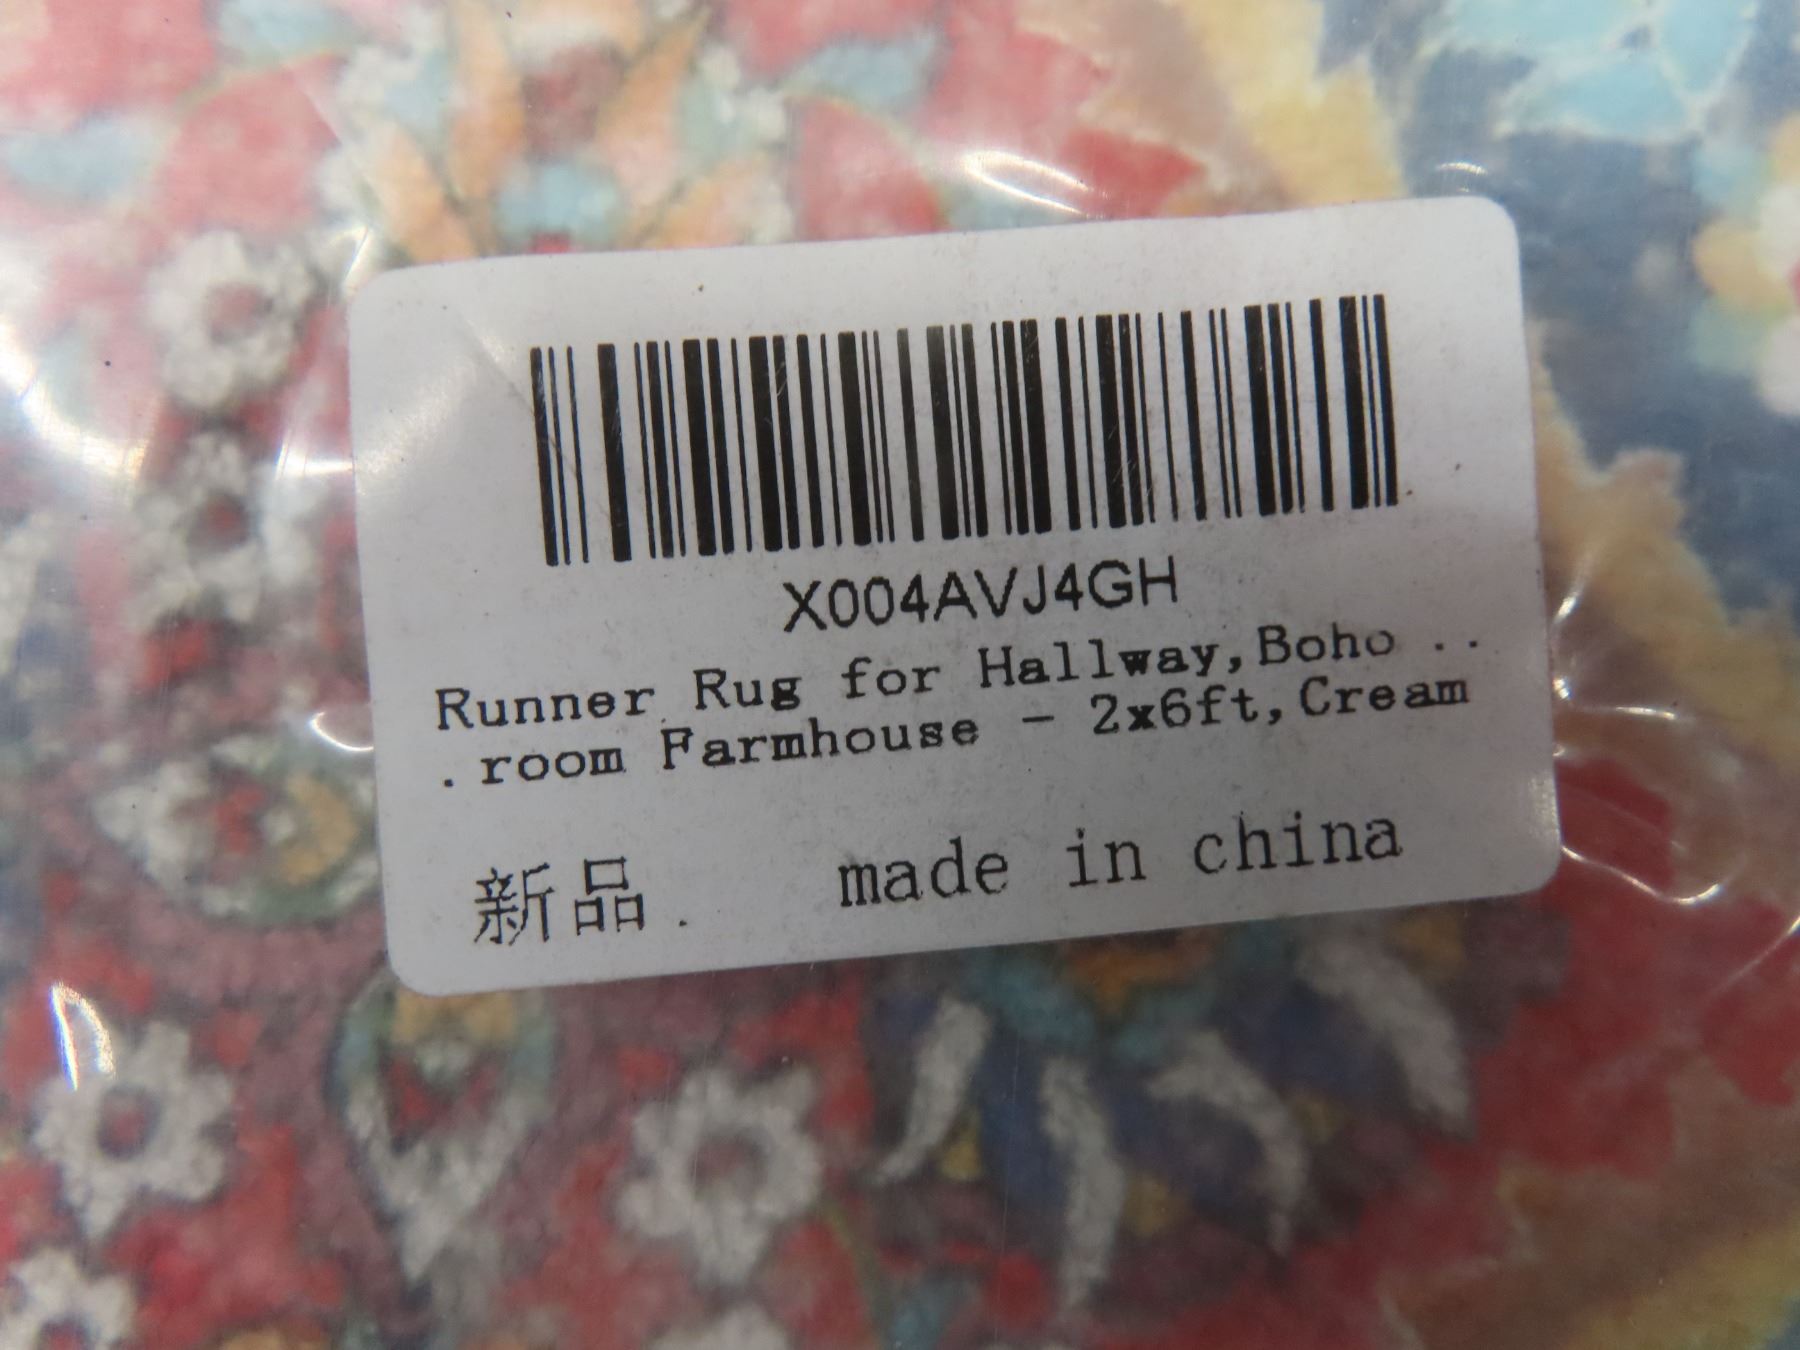 X004AVJ4GH
Runner Rug for Hallway,Boho ..
.room Farmhouse - 2x6ft,Cream
新品. made in china